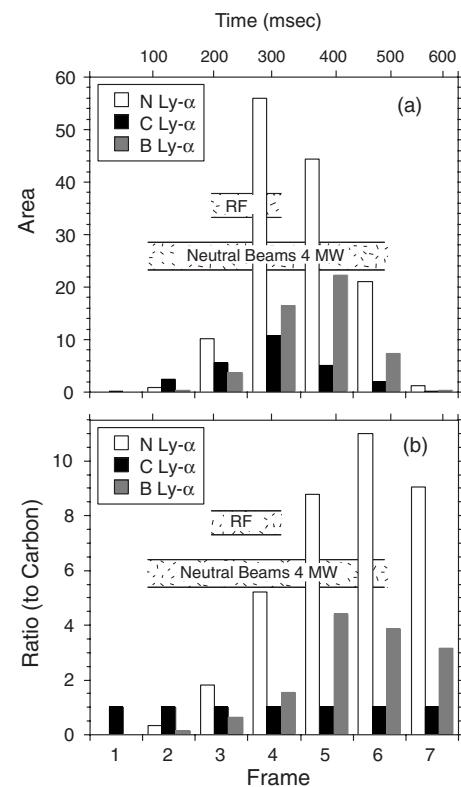 Time (msec)
100 200 300 400 500 600
60
50
40
30
20
10
0
Area
N Ly-α
C Ly-α
B Ly-α
(a)
RF
Neutral Beams 4 MW
10
8
6
4
2
0
Ratio (to Carbon)
N Ly-α
C Ly-α
B Ly-α
(b)
RF
Neutral Beams 4 MW
1 2 3 4 5 6 7
Frame